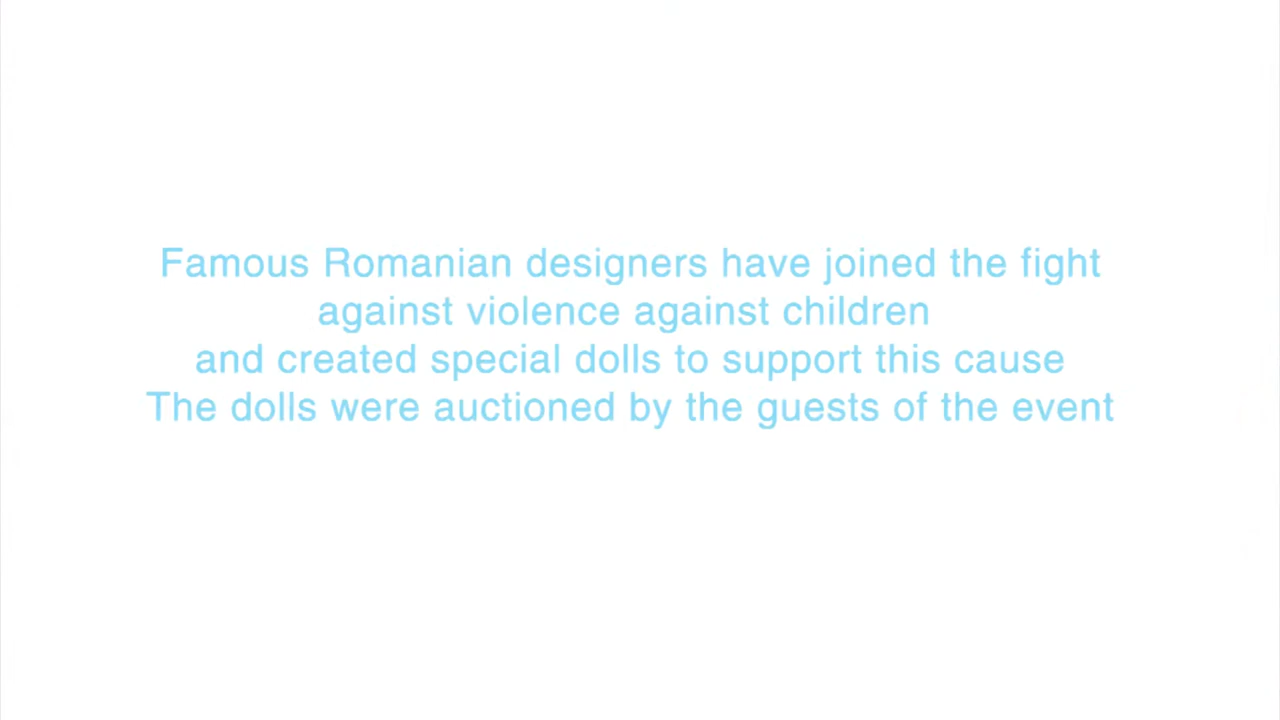 Famous Romanian designers have joined the fight
against violence against children
and created special dolls to support this cause
The dolls were auctioned by the guests of the event